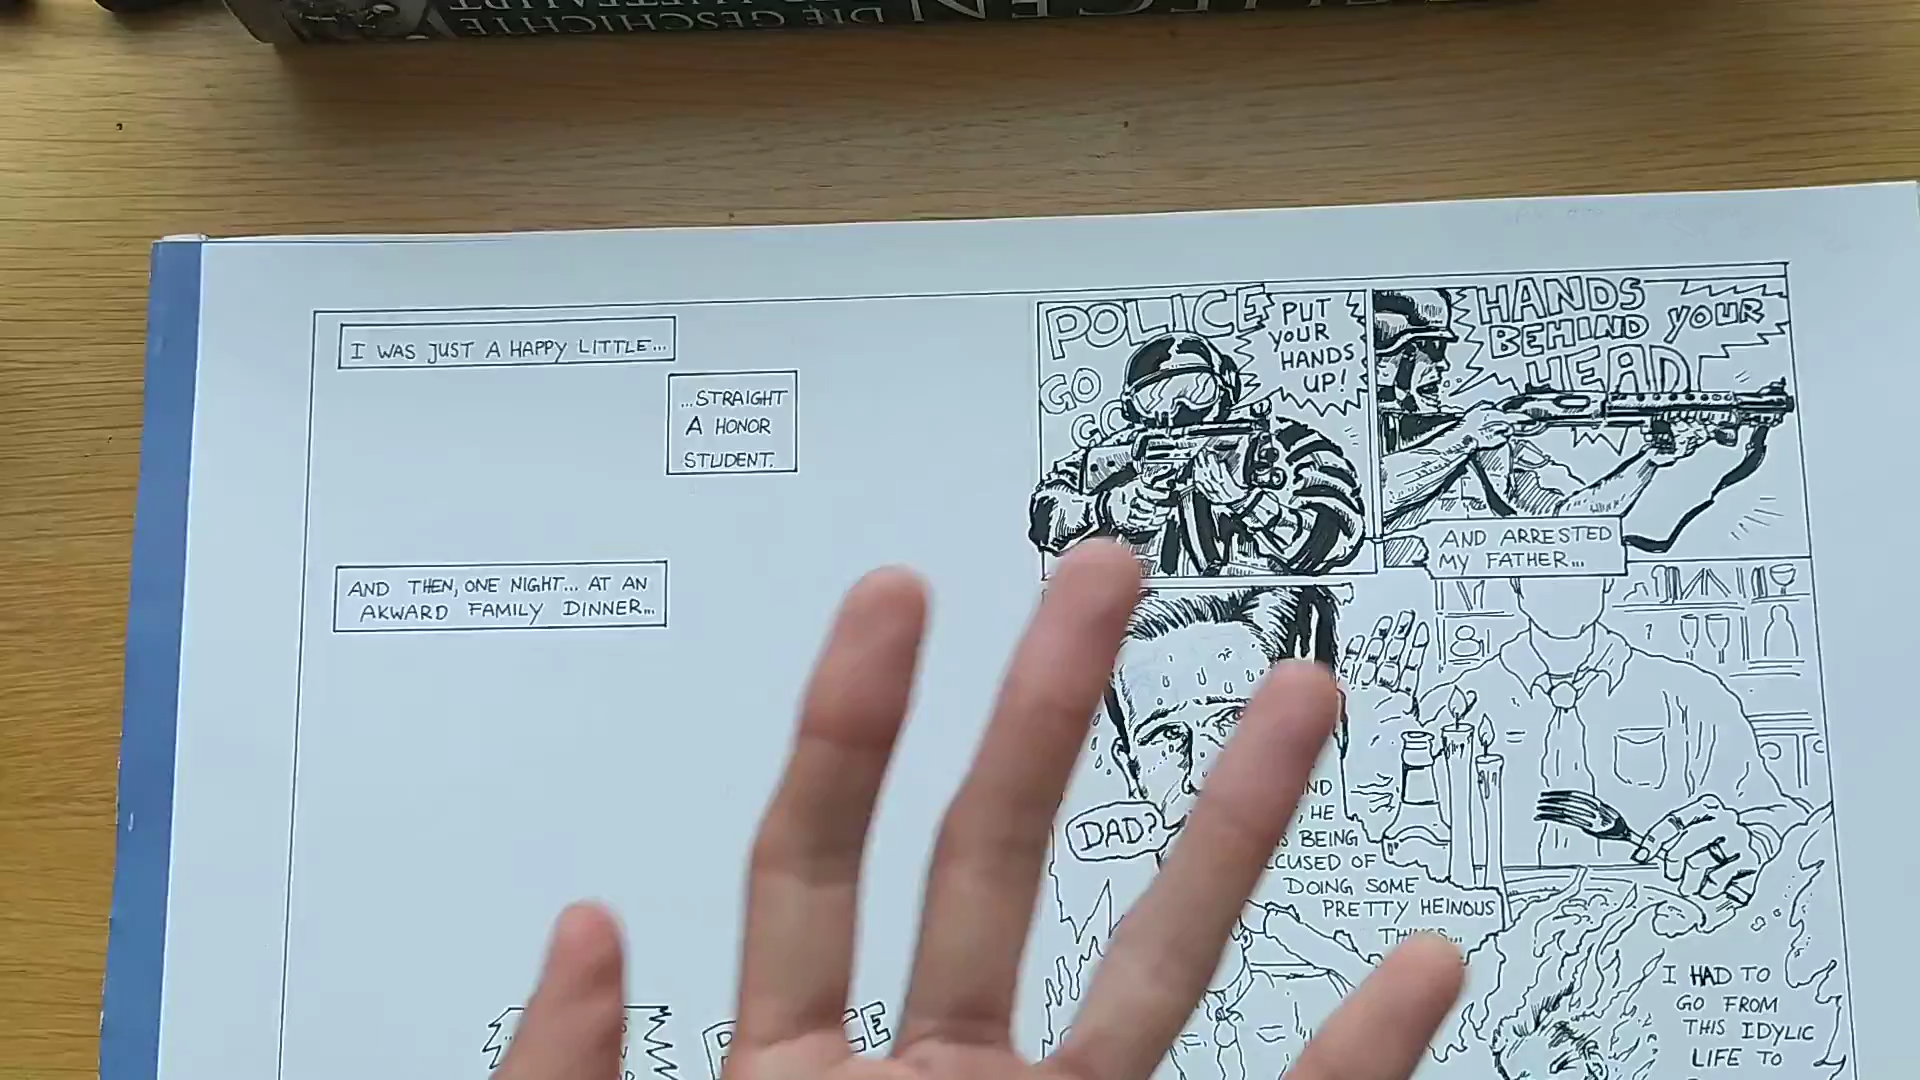 DIE GESCHICHTE
I WAS JUST A HAPPY LITTLE...
...STRAIGHT
A HONOR
STUDENT.
AND THEN, ONE NIGHT... AT AN
AKWARD FAMILY DINNER...
POLICE
GO
GO
PUT
YOUR
HANDS
UP!
HANDS
BEHIND YOUR
HEAD
AND ARRESTED
MY FATHER...
DAD?
HE
BEING
OF
DOING SOME
PRETTY HEINOUS
I HAD TO
GO FROM
THIS IDYLIC
LIFE TO